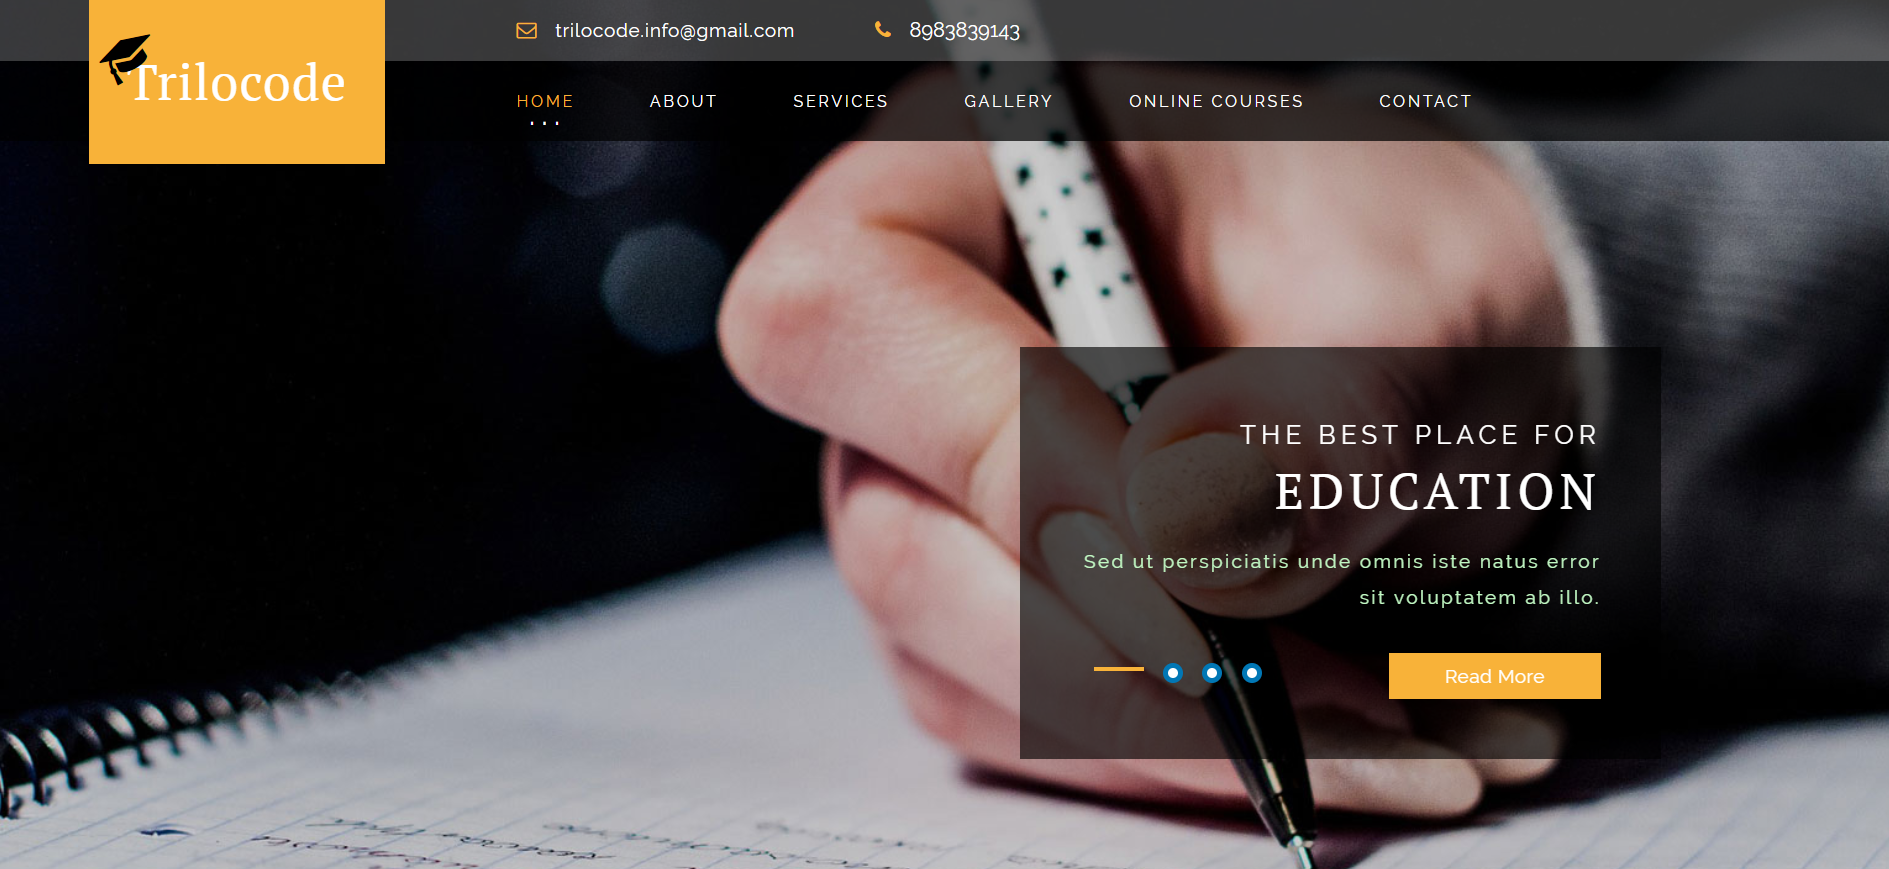 trilocode.info@gmail.com 8983839143
Trilocode
HOME ABOUT SERVICES GALLERY ONLINE COURSES CONTACT
THE BEST PLACE FOR
EDUCATION
Sed ut perspiciatis unde omnis iste natus error
sit voluptatem ab illo.
Read More